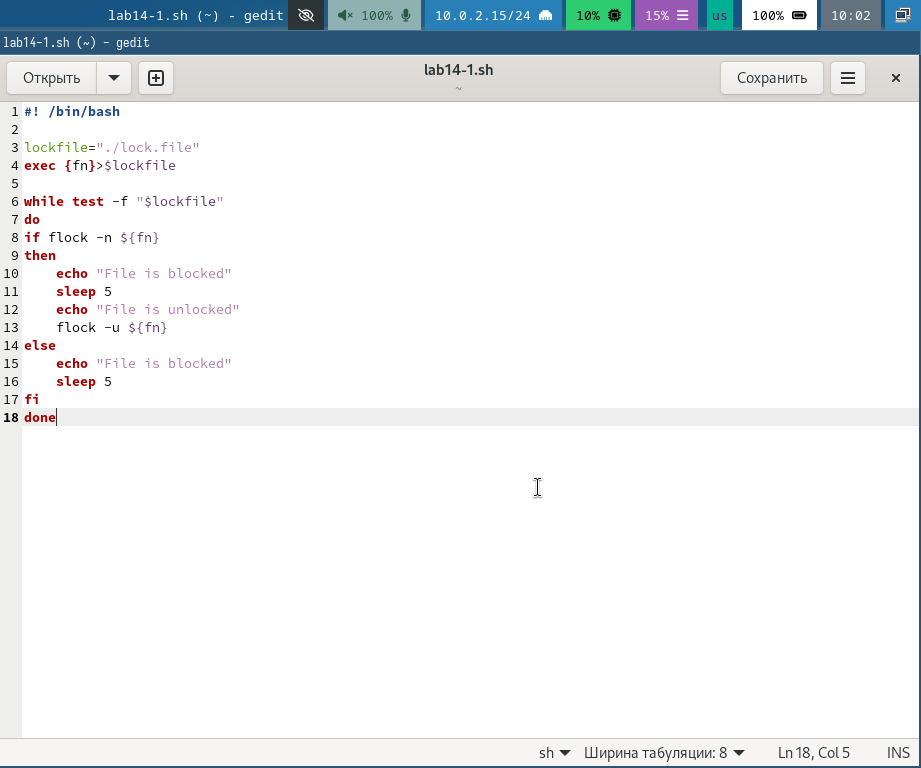 lab14-1.sh (~) - gedit 100% 10.0.2.15/24 10% 15% us 100% 10:02
lab14-1.sh (~) - gedit
Открыть lab14-1.sh Сохранить
~
1 #! /bin/bash
2
3 lockfile="./lock.file"
4 exec {fn}>$lockfile
5
6 while test -f "$lockfile"
7 do
8 if flock -n ${fn}
9 then
10     echo "File is blocked"
11     sleep 5
12     echo "File is unlocked"
13     flock -u ${fn}
14 else
15     echo "File is blocked"
16     sleep 5
17 fi
18 done
sh Ширина табуляции: 8 Ln 18, Col 5 INS